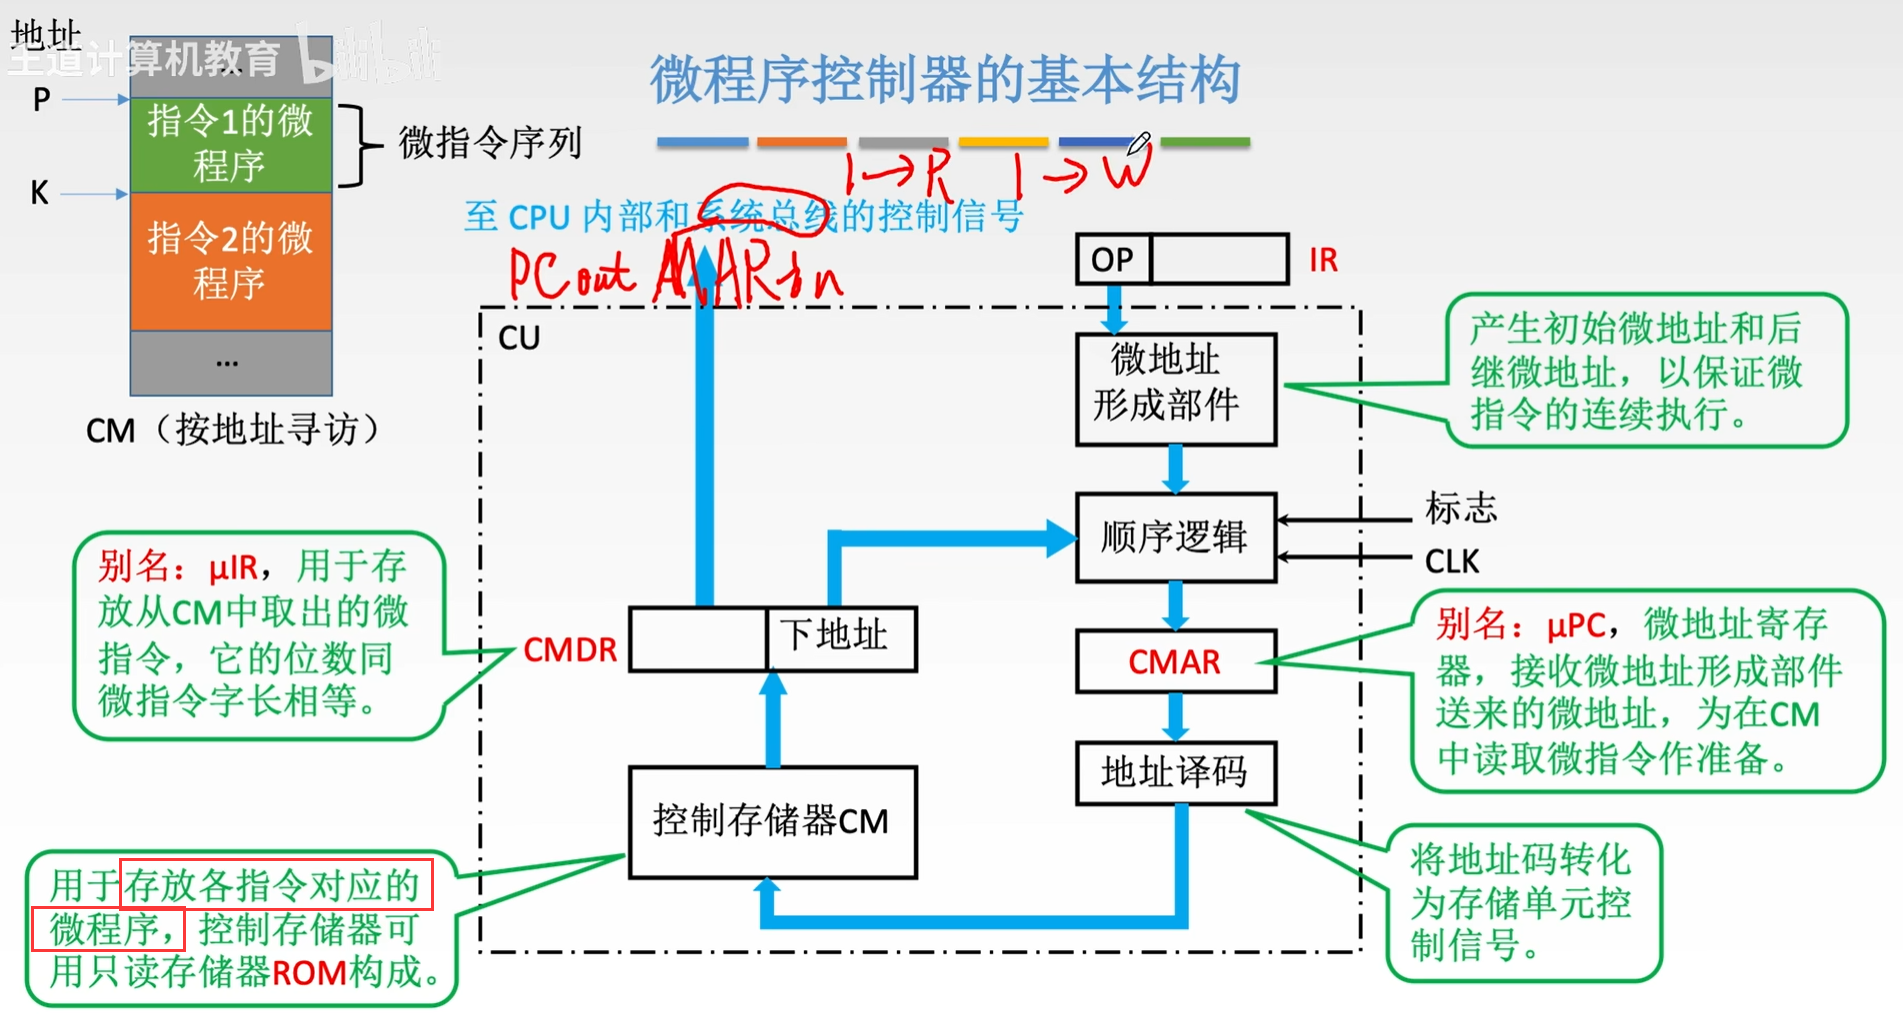 地址
王道计算机教育 bilibili
...
P
指令1的微
程序
微指令序列
K
指令2的微
程序
...
CM（按地址寻访）
微程序控制器的基本结构
1→R 1→W
至 CPU 内部和系统总线的控制信号
PCout MARin
OP
IR
CU
微地址
形成部件
产生初始微地址和后
继微地址，以保证微
指令的连续执行。
顺序逻辑
标志
CLK
别名：μIR，用于存
放从CM中取出的微
指令，它的位数同
微指令字长相等。
CMDR
下地址
CMAR
别名：μPC，微地址寄存
器，接收微地址形成部件
送来的微地址，为在CM
中读取微指令作准备。
地址译码
控制存储器CM
将地址码转化
为存储单元控
制信号。
用于存放各指令对应的
微程序，控制存储器可
用只读存储器ROM构成。